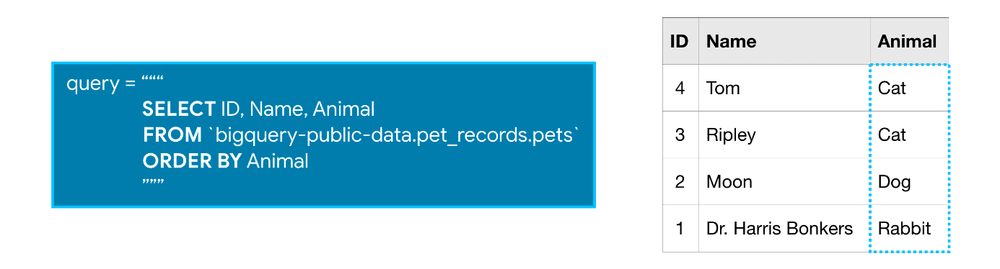 query = “““
SELECT ID, Name, Animal
FROM `bigquery-public-data.pet_records.pets`
ORDER BY Animal
”””
ID Name Animal
4 Tom Cat
3 Ripley Cat
2 Moon Dog
1 Dr. Harris Bonkers Rabbit